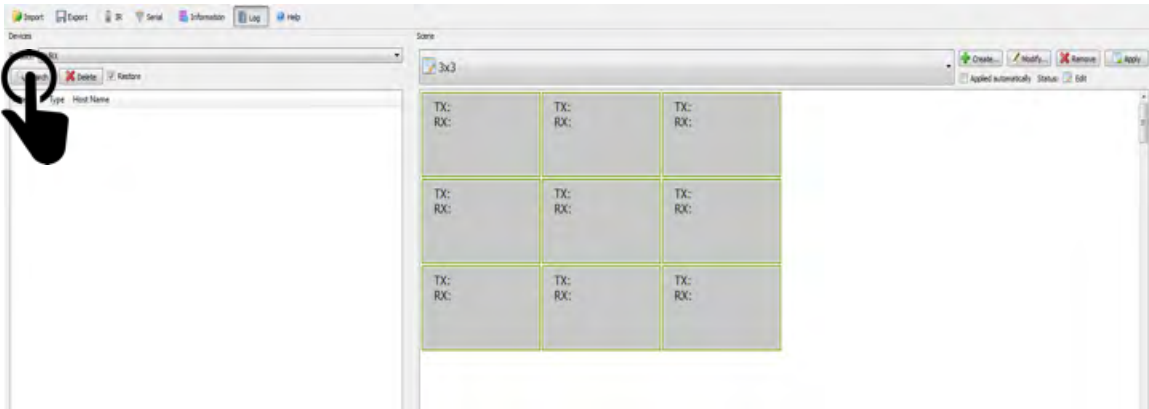 Import Export IR Serial Information Log Help
Devices
Scene
3x3
Create... Modify... Remove Apply
Delete Restore
Applied automatically Status: Edit
Type Host Name
TX: TX: TX:
RX: RX: RX:
TX: TX: TX:
RX: RX: RX:
TX: TX: TX:
RX: RX: RX: